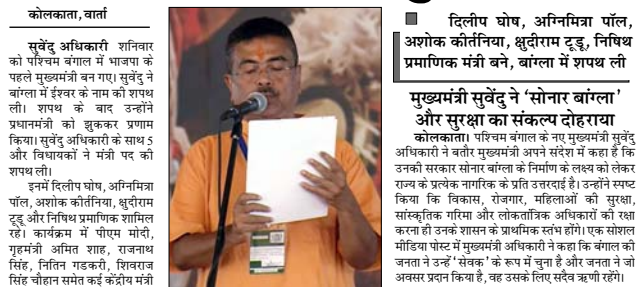 कोलकाता, वार्ता
सुवेंदु अधिकारी शनिवार
को पश्चिम बंगाल में भाजपा के
पहले मुख्यमंत्री बन गए। सुवेंदु ने
बांग्ला में ईश्वर के नाम की शपथ
ली। शपथ के बाद उन्होंने
प्रधानमंत्री को झुककर प्रणाम
किया। सुवेंदु अधिकारी के साथ 5
और विधायकों ने मंत्री पद की
शपथ ली।
इनमें दिलीप घोष, अग्निमित्रा
पॉल, अशोक कीर्तनिया, क्षुदीराम
टूडू और निषिथ प्रमाणिक शामिल
रहे। कार्यक्रम में पीएम मोदी,
गृहमंत्री अमित शाह, राजनाथ
सिंह, नितिन गडकरी, शिवराज
सिंह चौहान समेत कई केंद्रीय मंत्री
दिलीप घोष, अग्निमित्रा पॉल,
अशोक कीर्तनिया, क्षुदीराम टूडू, निषिथ
प्रमाणिक मंत्री बने, बांग्ला में शपथ ली
मुख्यमंत्री सुवेंदु ने ‘सोनार बांग्ला’
और सुरक्षा का संकल्प दोहराया
कोलकाता। पश्चिम बंगाल के नए मुख्यमंत्री सुवेंदु
अधिकारी ने बतौर मुख्यमंत्री अपने संदेश में कहा है कि
उनकी सरकार सोनार बांग्ला के निर्माण के लक्ष्य को लेकर
राज्य के प्रत्येक नागरिक के प्रति उत्तरदाई है। उन्होंने स्पष्ट
किया कि विकास, रोजगार, महिलाओं की सुरक्षा,
सांस्कृतिक गरिमा और लोकतांत्रिक अधिकारों की रक्षा
करना ही उनके शासन के प्राथमिक स्तंभ होंगे। एक सोशल
मीडिया पोस्ट में मुख्यमंत्री अधिकारी ने कहा कि बंगाल की
जनता ने उन्हें ‘सेवक’ के रूप में चुना है और जनता ने जो
अवसर प्रदान किया है, वह उसके लिए सदैव ऋणी रहेंगे।